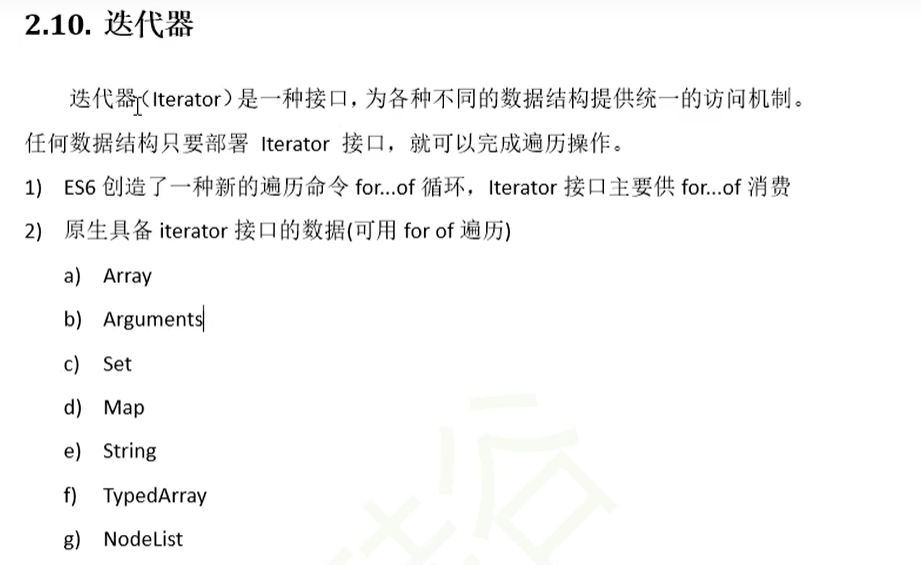 2.10. 迭代器
迭代器(Iterator)是一种接口，为各种不同的数据结构提供统一的访问机制。
任何数据结构只要部署 Iterator 接口，就可以完成遍历操作。
1) ES6 创造了一种新的遍历命令 for...of 循环，Iterator 接口主要供 for...of 消费
2) 原生具备 iterator 接口的数据(可用 for of 遍历)
a) Array
b) Arguments
c) Set
d) Map
e) String
f) TypedArray
g) NodeList